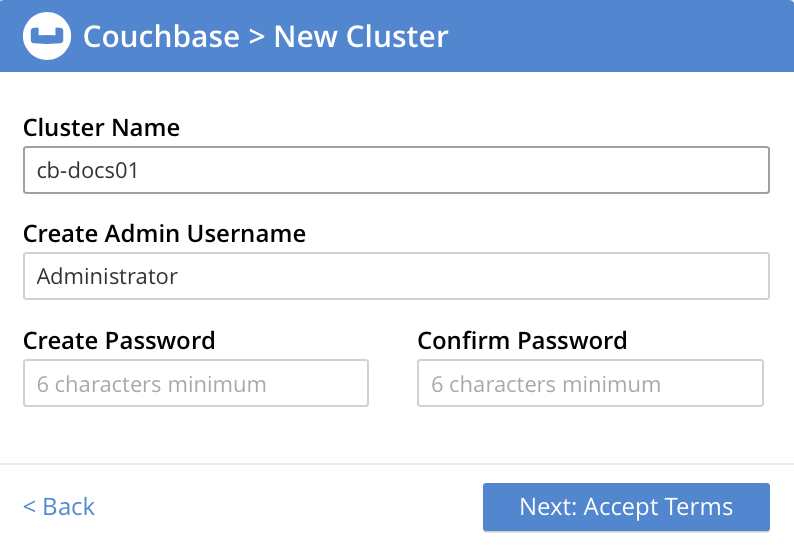 Couchbase > New Cluster
Cluster Name
cb-docs01
Create Admin Username
Administrator
Create Password Confirm Password
6 characters minimum 6 characters minimum
< Back Next: Accept Terms